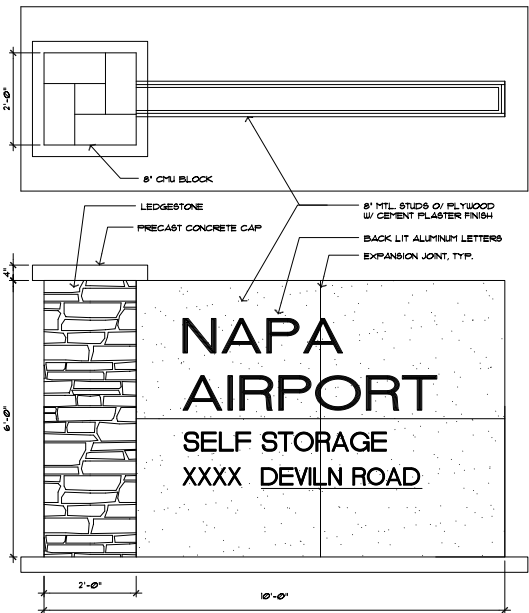 2'-0"
8" CMU BLOCK
LEDGESTONE
PRECAST CONCRETE CAP
8" MTL. STUDS O/ PLYWOOD
W/ CEMENT PLASTER FINISH
BACK LIT ALUMINUM LETTERS
EXPANSION JOINT, TYP.
4"
6'-0"
NAPA
AIRPORT
SELF STORAGE
XXXX DEVILN ROAD
2'-0"
10'-0"